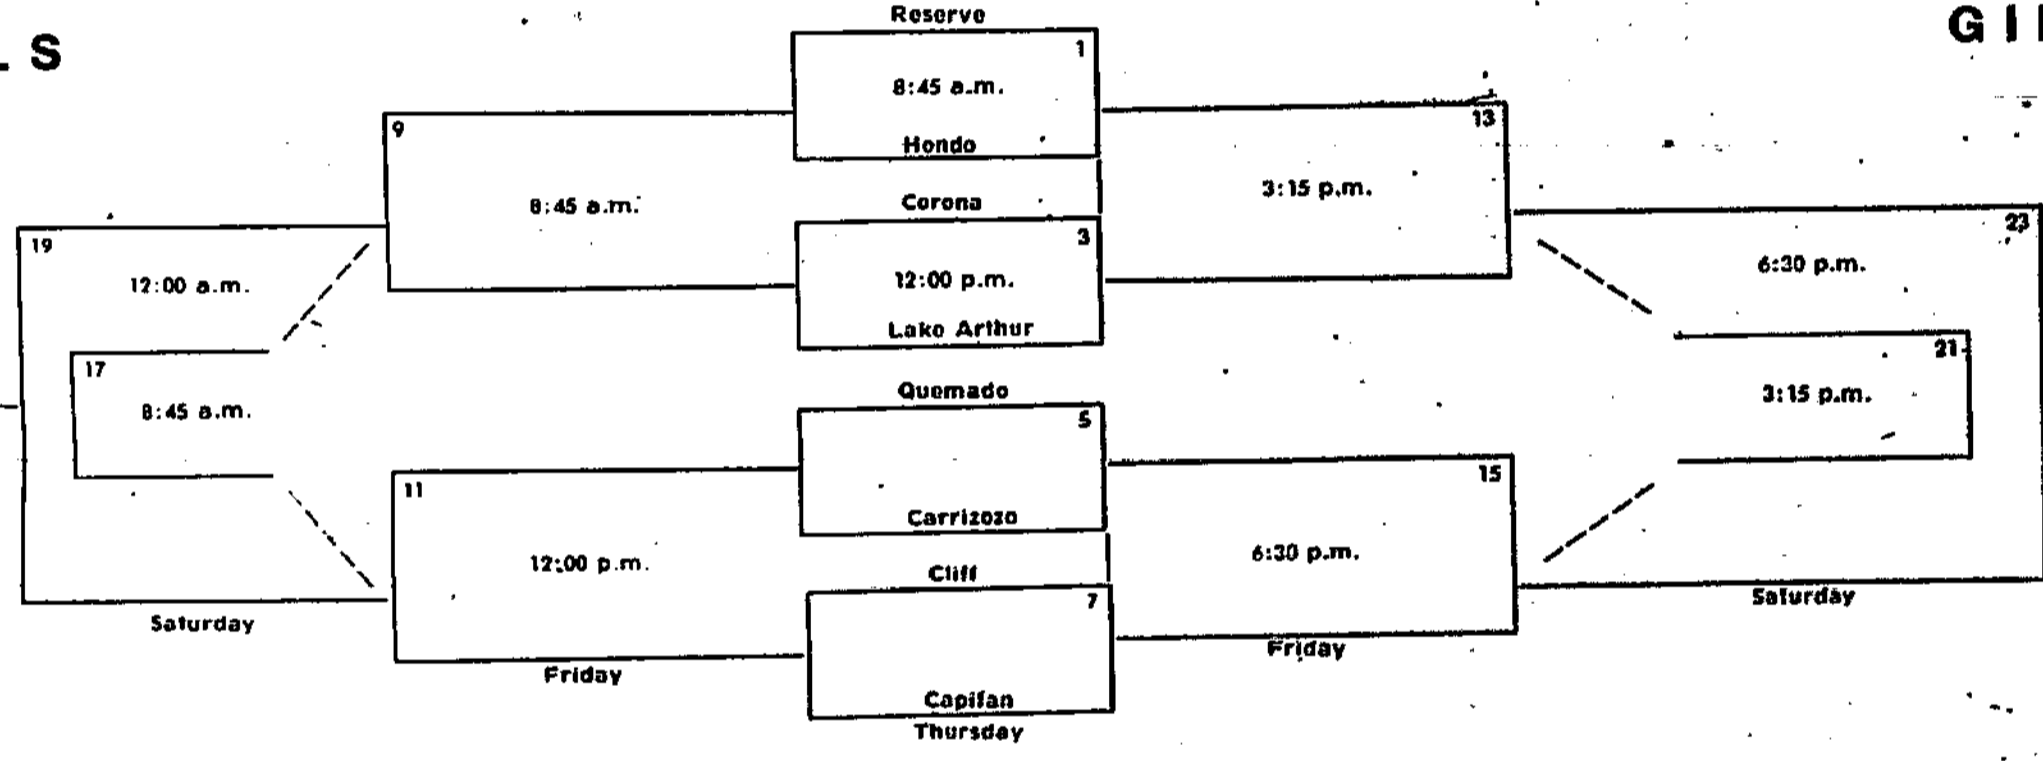 L S
G I
Reserve
1
8:45 a.m.
Hondo
9
8:45 a.m.
13
3:15 p.m.
Corona
3
12:00 p.m.
Lake Arthur
19
12:00 a.m.
23
6:30 p.m.
17
8:45 a.m.
21
3:15 p.m.
Quemado
5
Carrizozo
11
12:00 p.m.
15
6:30 p.m.
Cliff
7
Capitan
Saturday
Friday
Thursday
Friday
Saturday